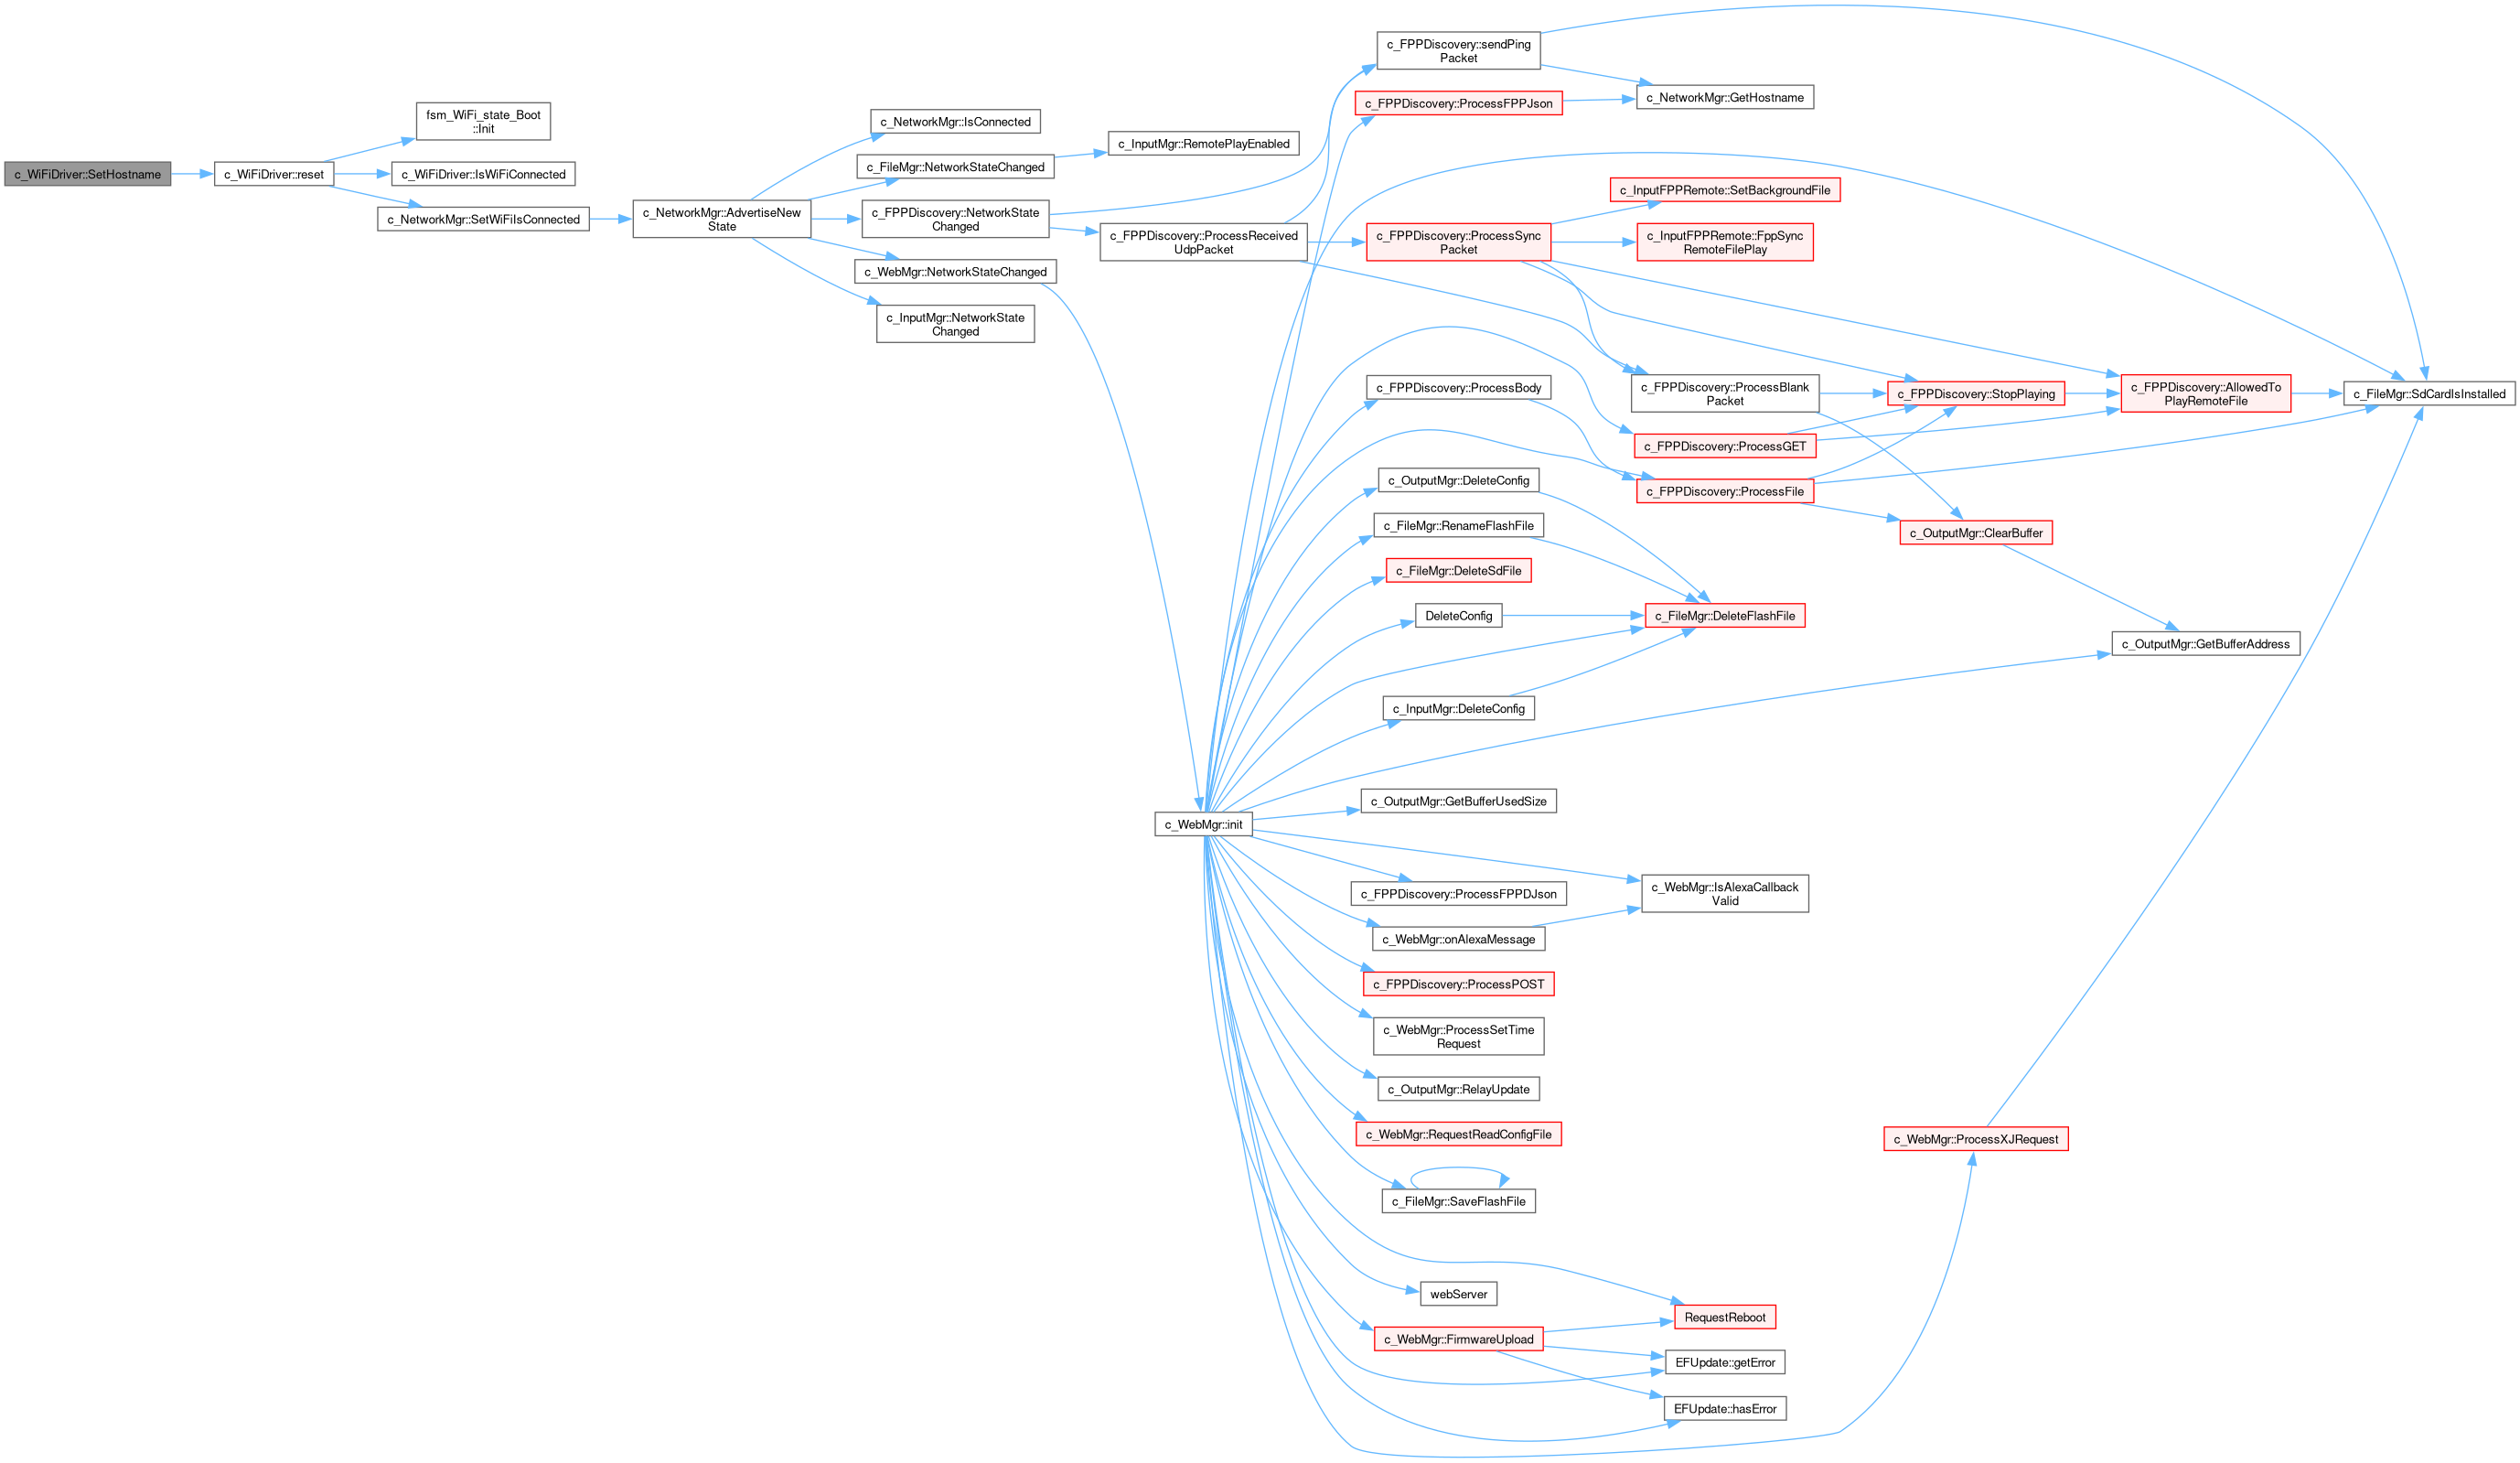 c_WiFiDriver::SetHostname
c_WiFiDriver::reset
fsm_WiFi_state_Boot
::Init
c_WiFiDriver::IsWiFiConnected
c_NetworkMgr::SetWiFiIsConnected
c_NetworkMgr::AdvertiseNew
State
c_NetworkMgr::IsConnected
c_FileMgr::NetworkStateChanged
c_FPPDiscovery::NetworkState
Changed
c_WebMgr::NetworkStateChanged
c_InputMgr::NetworkState
Changed
c_InputMgr::RemotePlayEnabled
c_FPPDiscovery::ProcessReceived
UdpPacket
c_WebMgr::init
c_FPPDiscovery::sendPing
Packet
c_FPPDiscovery::ProcessFPPJson
c_FPPDiscovery::ProcessSync
Packet
c_FPPDiscovery::ProcessBody
c_OutputMgr::DeleteConfig
c_FileMgr::RenameFlashFile
c_FileMgr::DeleteSdFile
DeleteConfig
c_InputMgr::DeleteConfig
c_OutputMgr::GetBufferUsedSize
c_FPPDiscovery::ProcessFPPDJson
c_WebMgr::onAlexaMessage
c_FPPDiscovery::ProcessPOST
c_WebMgr::ProcessSetTime
Request
c_OutputMgr::RelayUpdate
c_WebMgr::RequestReadConfigFile
c_FileMgr::SaveFlashFile
webServer
c_WebMgr::FirmwareUpload
c_NetworkMgr::GetHostname
c_InputFPPRemote::SetBackgroundFile
c_InputFPPRemote::FppSync
RemoteFilePlay
c_FPPDiscovery::ProcessBlank
Packet
c_FPPDiscovery::ProcessGET
c_FPPDiscovery::ProcessFile
c_FileMgr::DeleteFlashFile
c_WebMgr::IsAlexaCallback
Valid
RequestReboot
EFUpdate::getError
EFUpdate::hasError
c_FPPDiscovery::StopPlaying
c_OutputMgr::ClearBuffer
c_WebMgr::ProcessXJRequest
c_FPPDiscovery::AllowedTo
PlayRemoteFile
c_OutputMgr::GetBufferAddress
c_FileMgr::SdCardIsInstalled